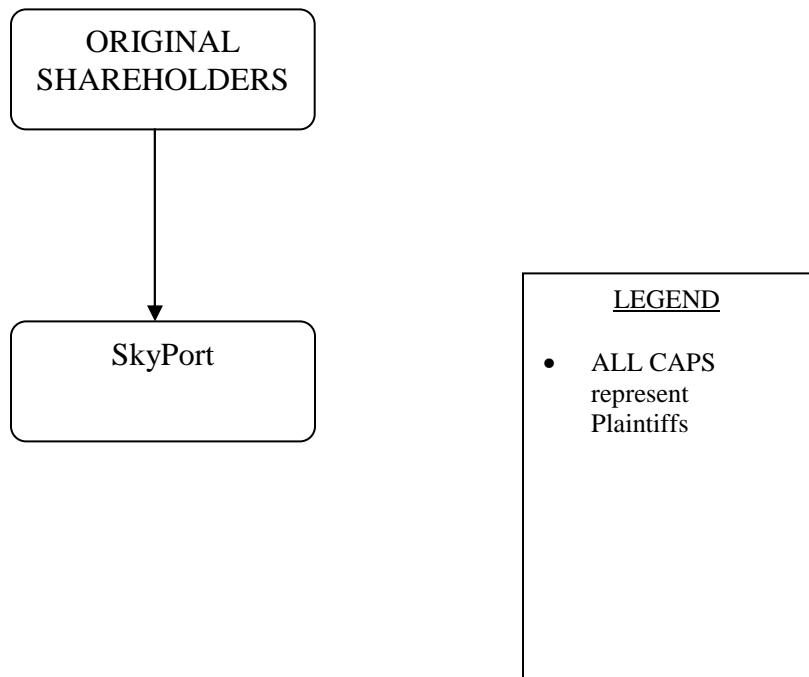 ORIGINAL
SHAREHOLDERS
SkyPort
LEGEND
• ALL CAPS
represent
Plaintiffs